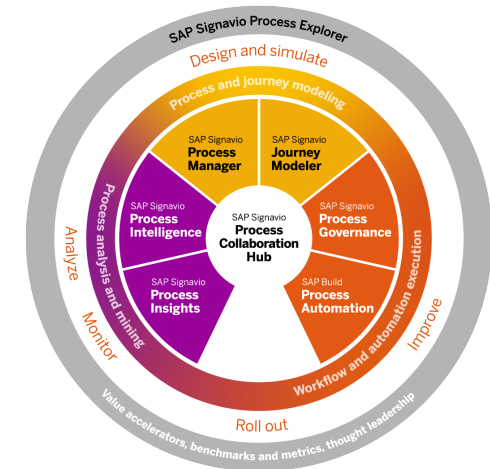 SAP Signavio Process Explorer
Design and simulate
Process and journey modeling
SAP Signavio
Process
Manager
SAP Signavio
Journey
Modeler
SAP Signavio
Process
Intelligence
SAP Signavio
Process
Collaboration
Hub
SAP Signavio
Process
Governance
SAP Signavio
Process
Insights
SAP Build
Process
Automation
Process analysis and mining
Workflow and automation execution
Analyze
Monitor
Improve
Roll out
Value accelerators, benchmarks and metrics, thought leadership